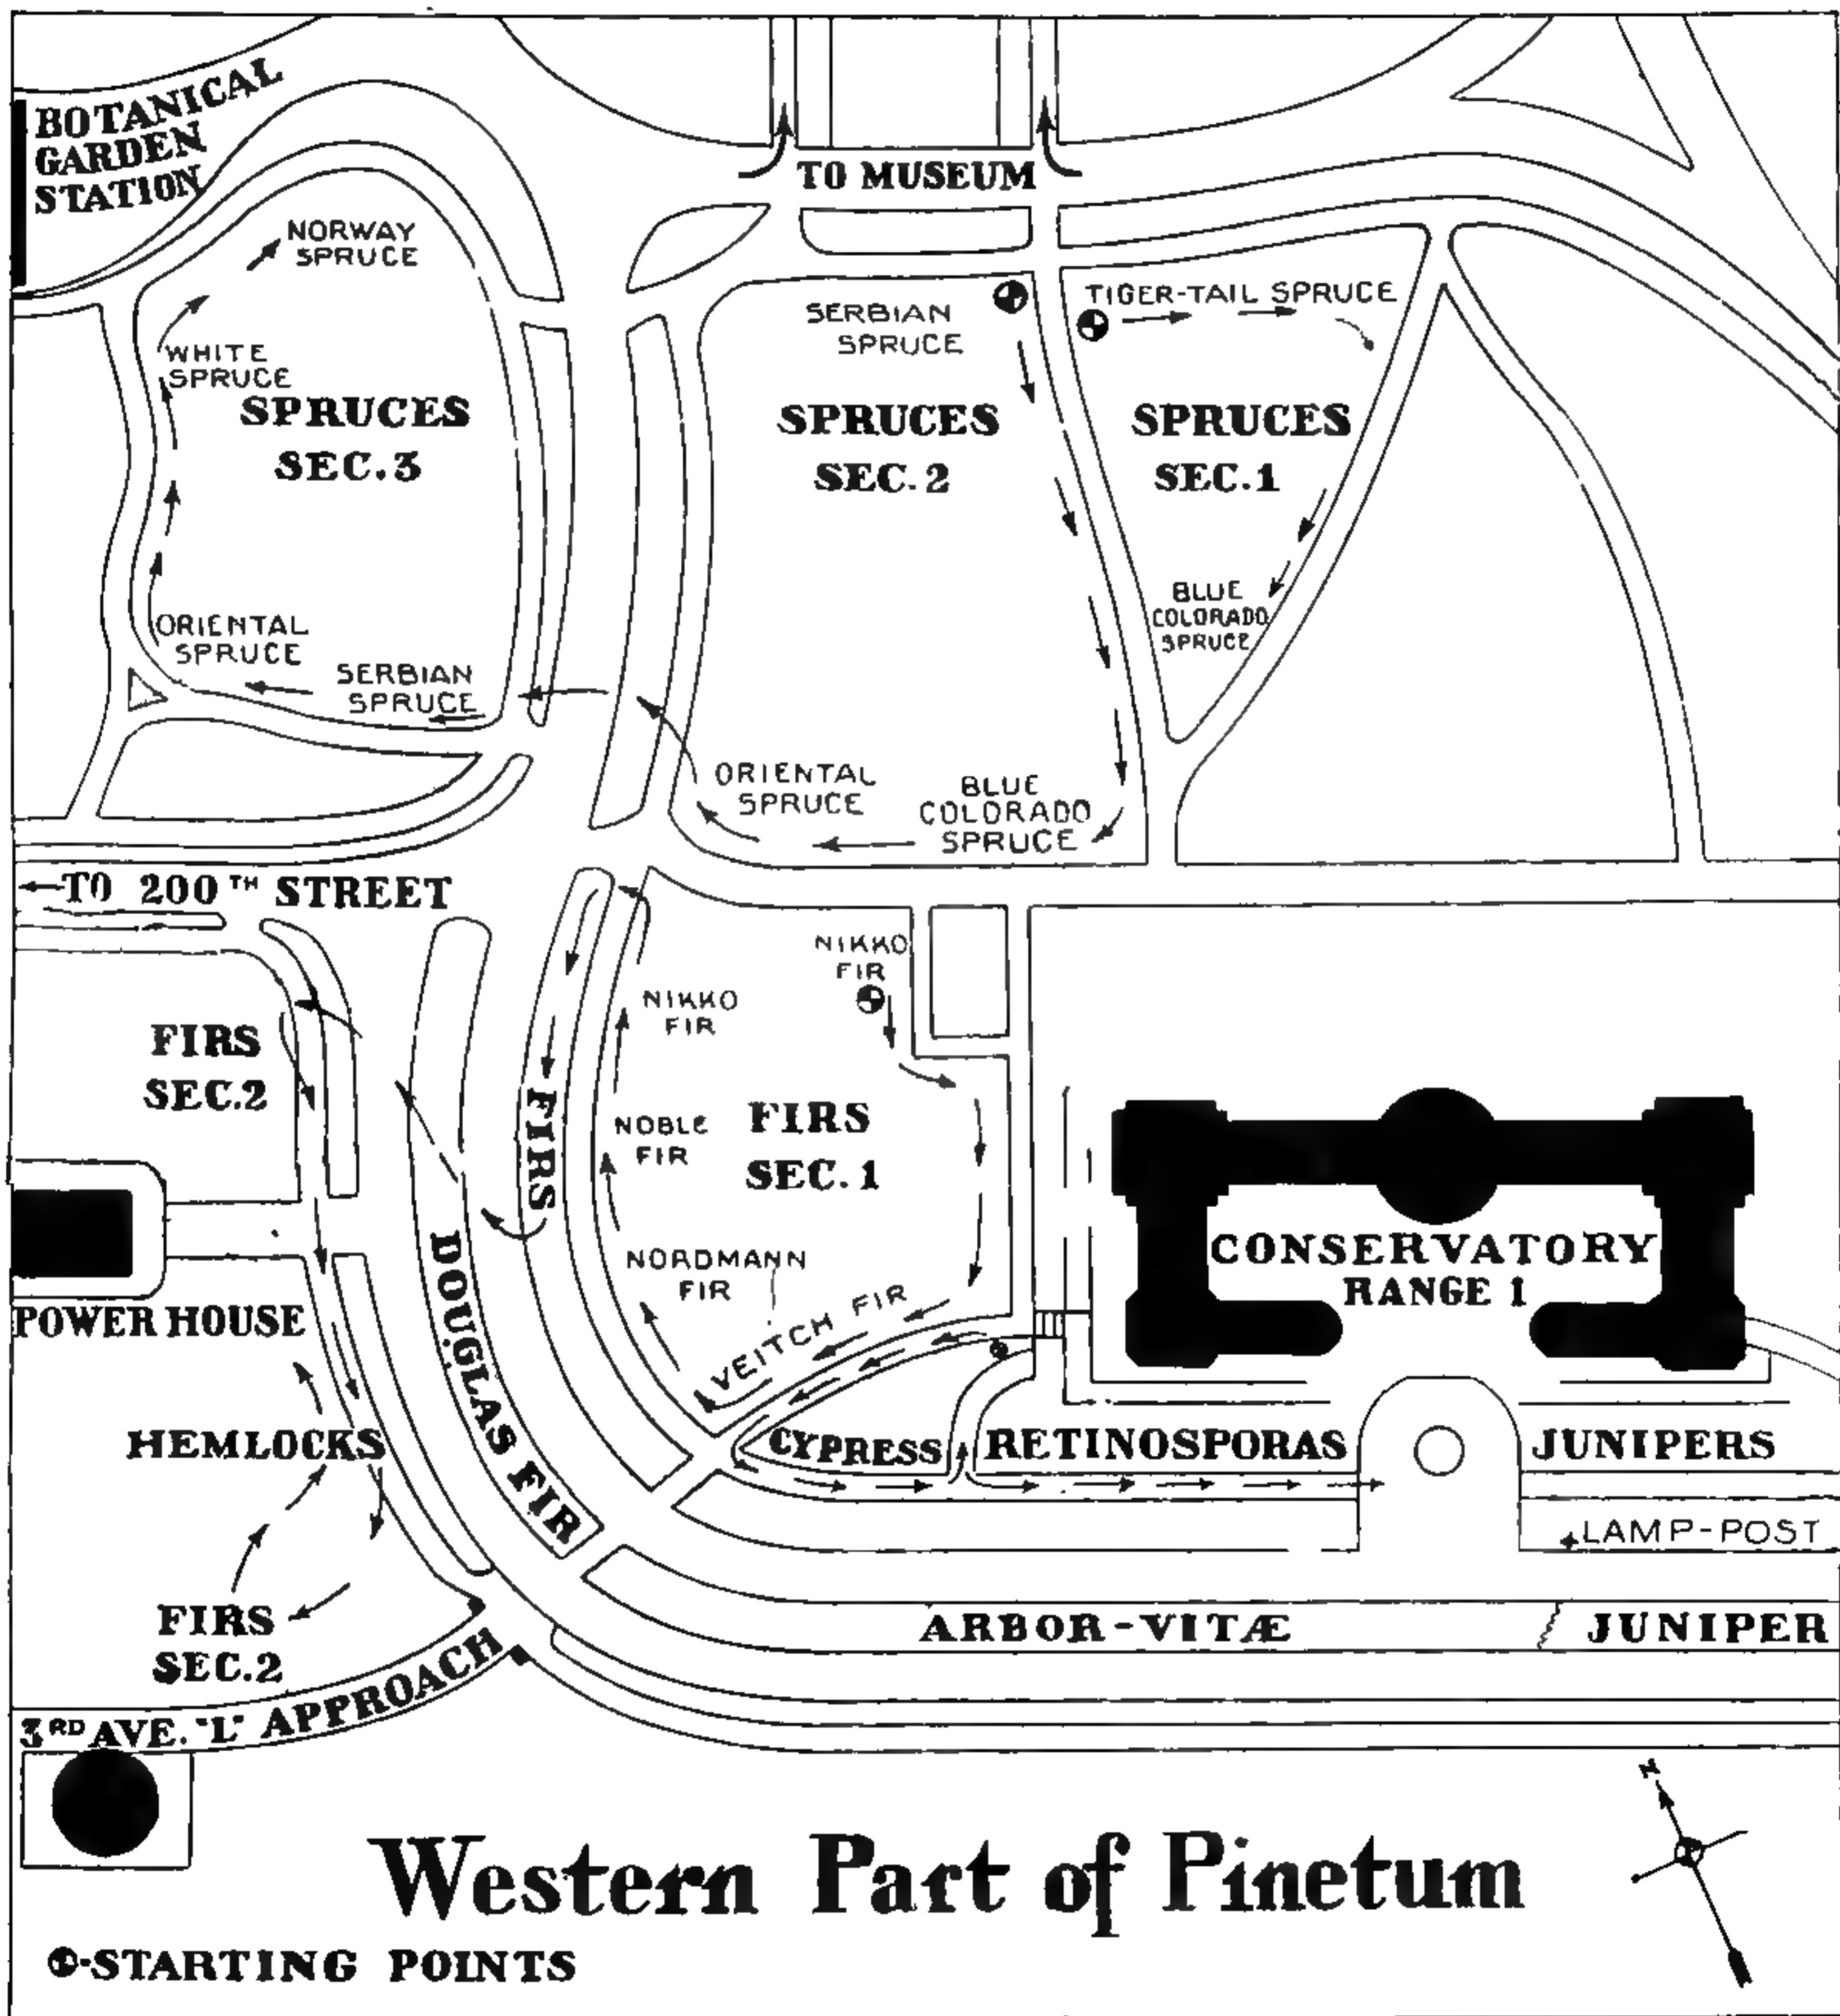 BOTANICAL
GARDEN
STATION
TO MUSEUM
NORWAY
SPRUCE
WHITE
SPRUCE
SPRUCES
SEC. 3
ORIENTAL
SPRUCE
SERBIAN
SPRUCE
SERBIAN
SPRUCE
SPRUCES
SEC. 2
ORIENTAL
SPRUCE
BLUE
COLORADO
SPRUCE
TIGER-TAIL SPRUCE
SPRUCES
SEC. 1
BLUE
COLORADO
SPRUCE
TO 200TH STREET
FIRS
SEC. 2
FIRS
NIKKO
FIR
NIKKO
FIR
NOBLE
FIR
FIRS
SEC. 1
NORDMANN
FIR
VEITCH FIR
DOUGLAS FIR
CONSERVATORY
RANGE 1
POWER HOUSE
HEMLOCKS
CYPRESS
RETINOSPORAS
JUNIPERS
LAMP-POST
FIRS
SEC. 2
ARBOR-VITÆ
JUNIPER
3RD AVE. "L" APPROACH
N
Western Part of Pinetum
-STARTING POINTS